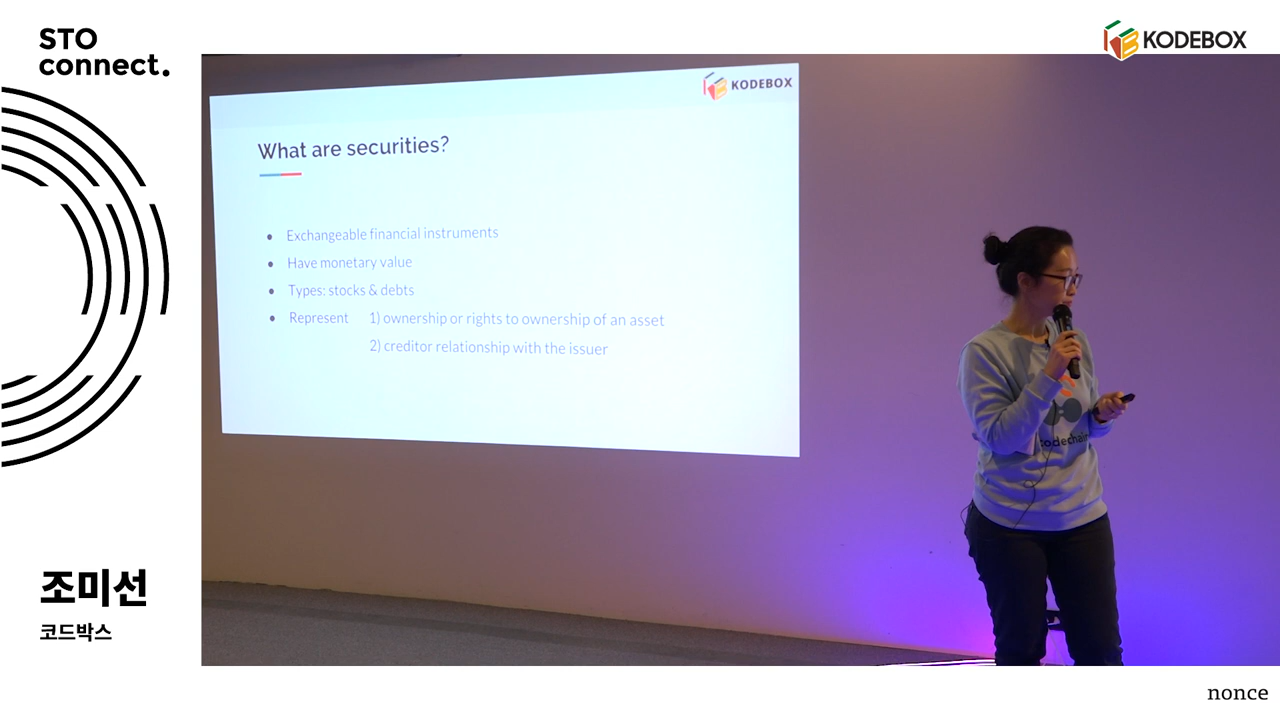 STO
connect.
KODEBOX
KODEBOX
What are securities?
Exchangeable financial instruments
Have monetary value
Types: stocks & debts
Represent 1) ownership or rights to ownership of an asset
2) creditor relationship with the issuer
codechain
조미선
코드박스
nonce